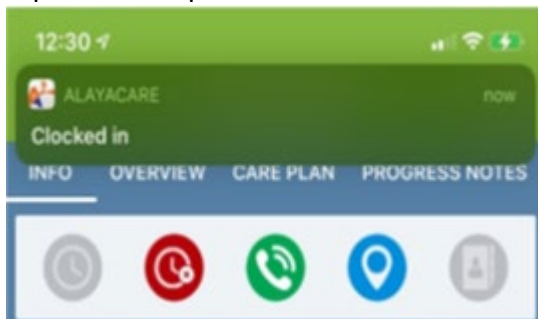 12:30
ALAYACARE now
Clocked in
INFO OVERVIEW CARE PLAN PROGRESS NOTES